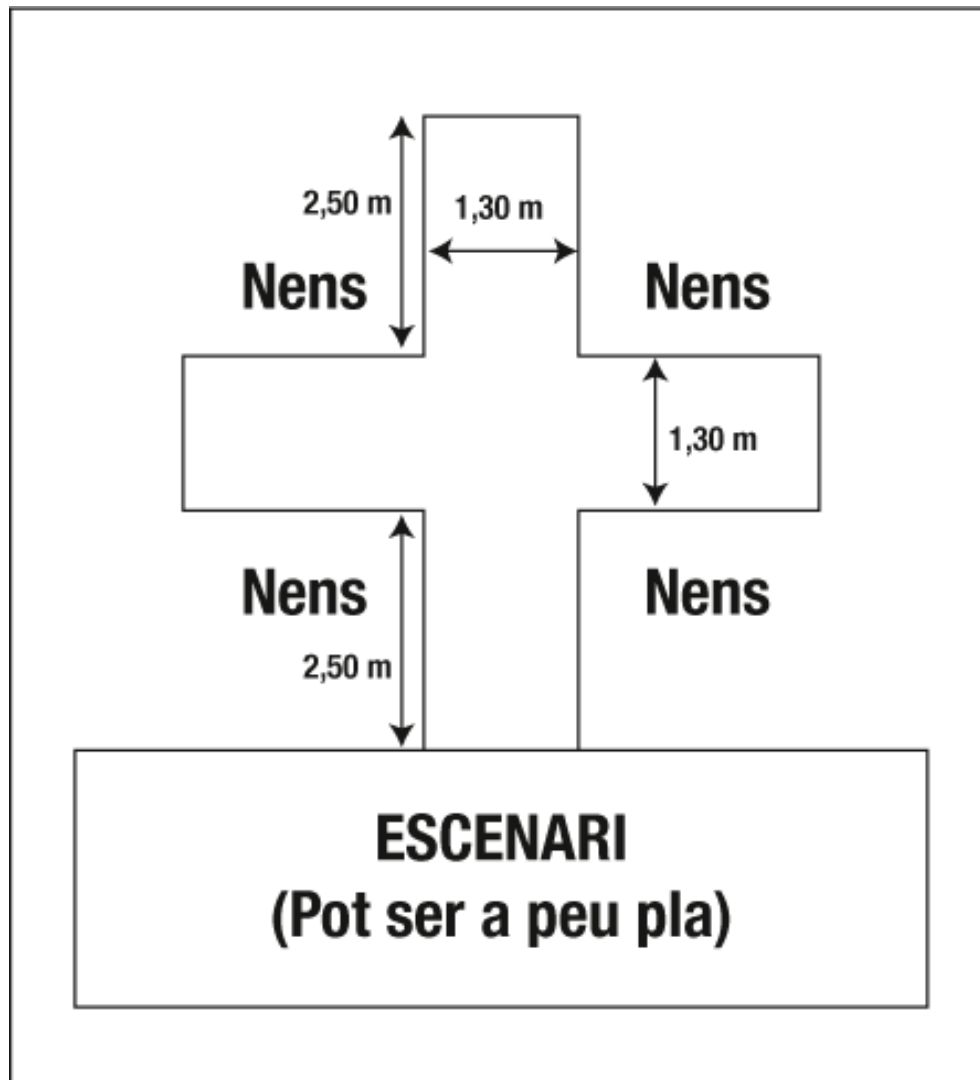 2,50 m
1,30 m
Nens
Nens
1,30 m
Nens
Nens
2,50 m
ESCENARI
(Pot ser a peu pla)